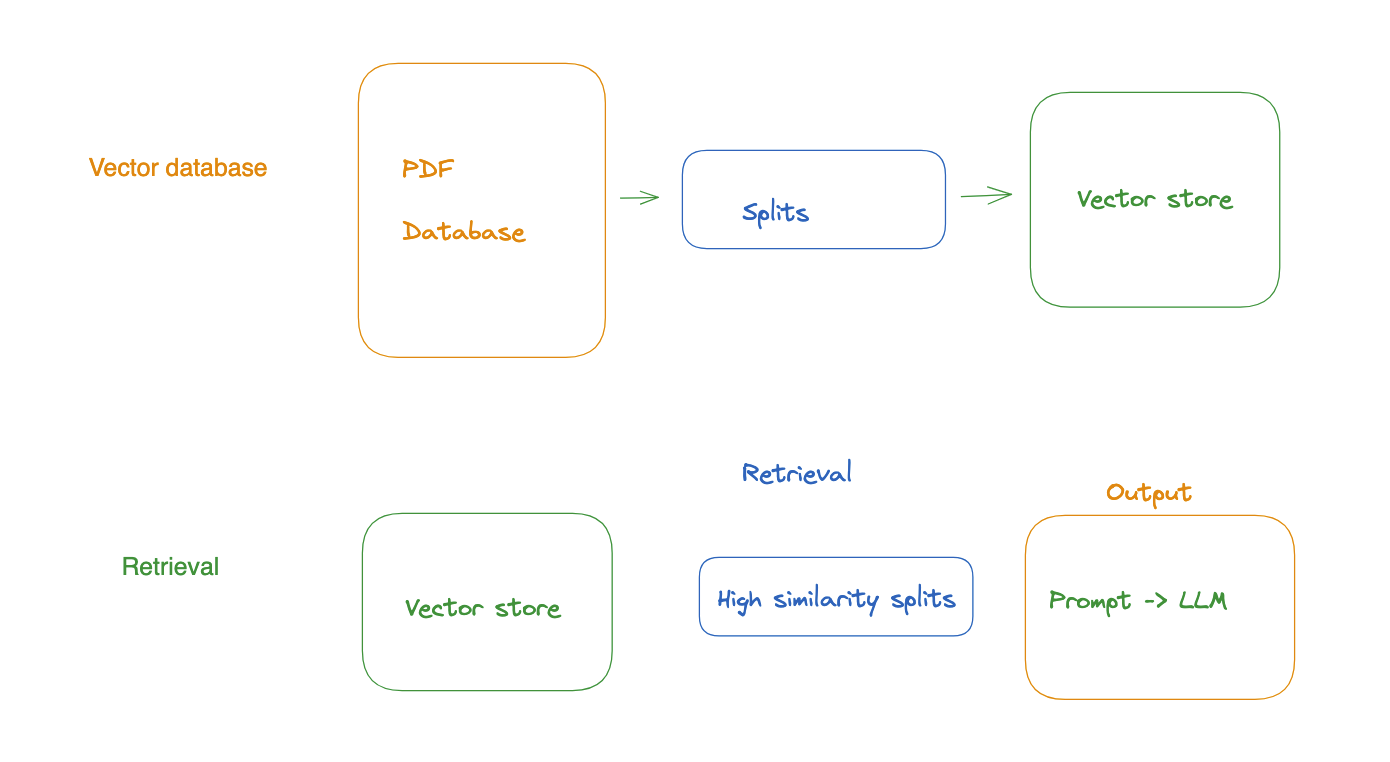 Vector database
PDF
Database
Splits
Vector store
Retrieval
Output
Retrieval
Vector store
High similarity splits
Prompt -> LLM